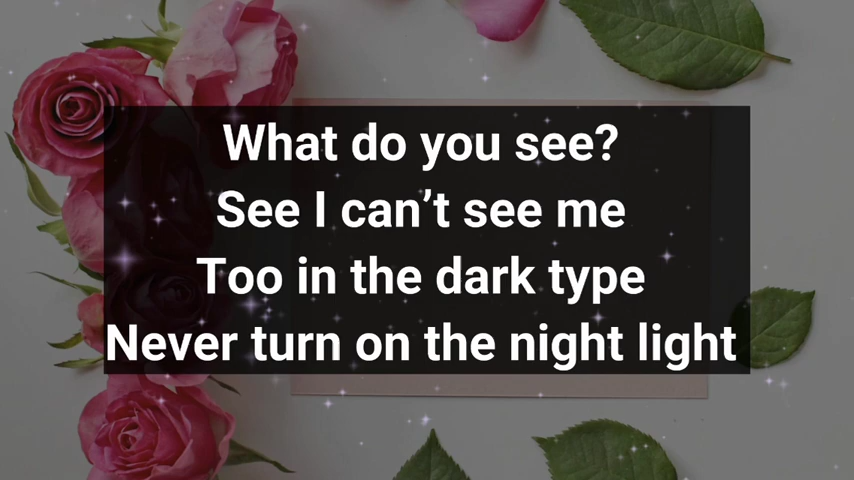 What do you see?
See I can’t see me
Too in the dark type
Never turn on the night light